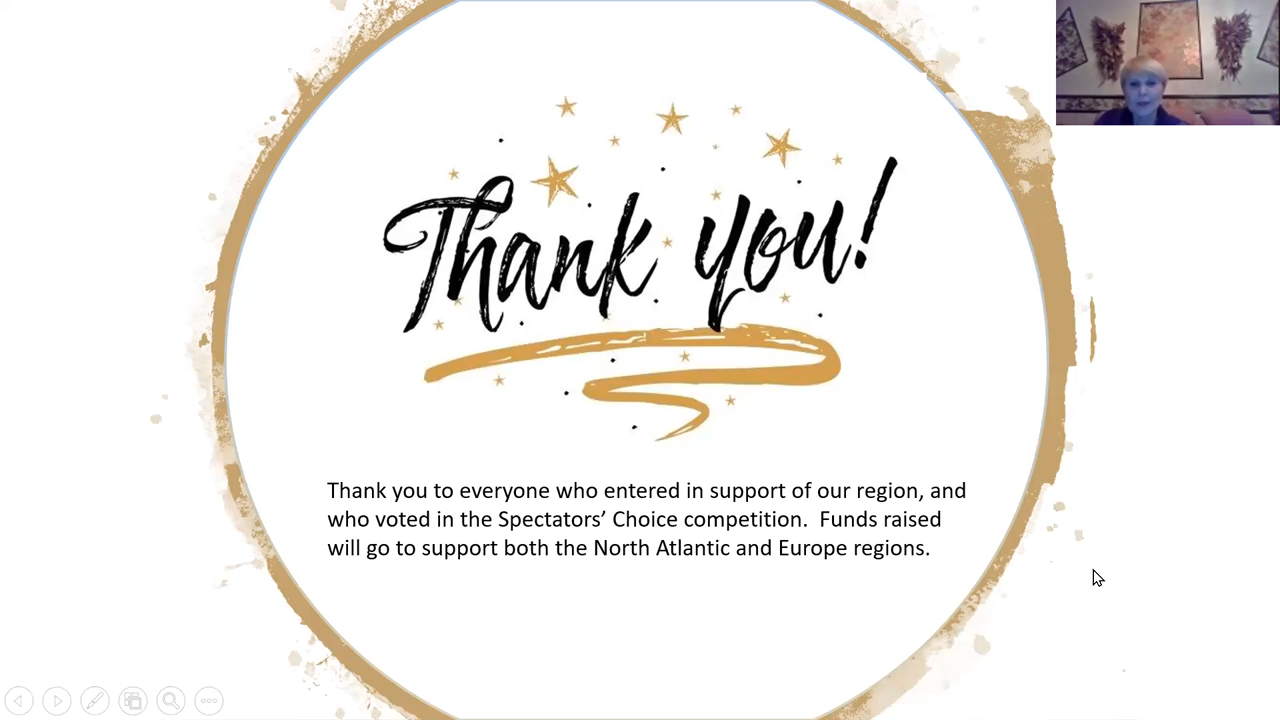 Thank you!
Thank you to everyone who entered in support of our region, and
who voted in the Spectators’ Choice competition.  Funds raised
will go to support both the North Atlantic and Europe regions.